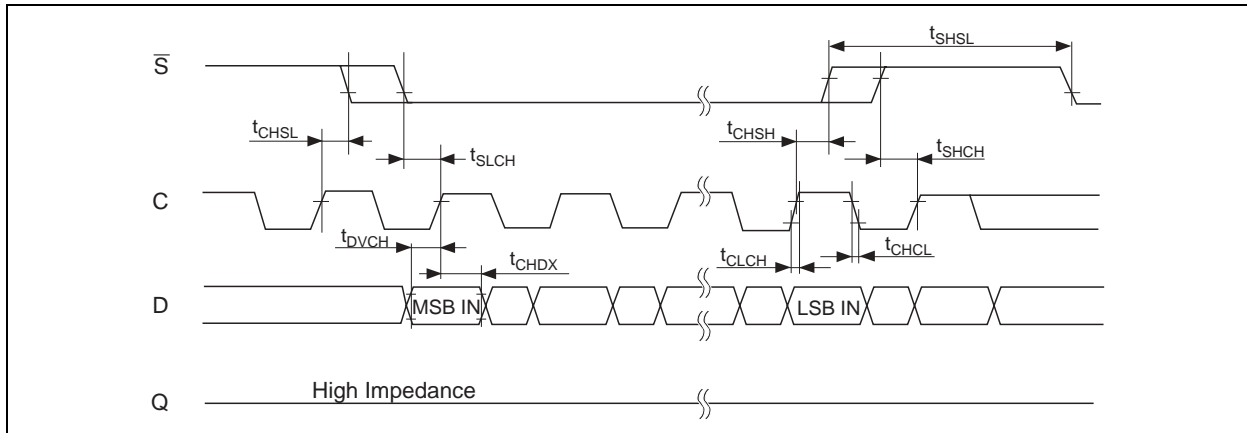 tSHSL
S̅
tCHSL
tCHSH
tSLCH
tSHCH
C
tDVCH
tCHDX
tCLCH
tCHCL
D
MSB IN
LSB IN
High Impedance
Q